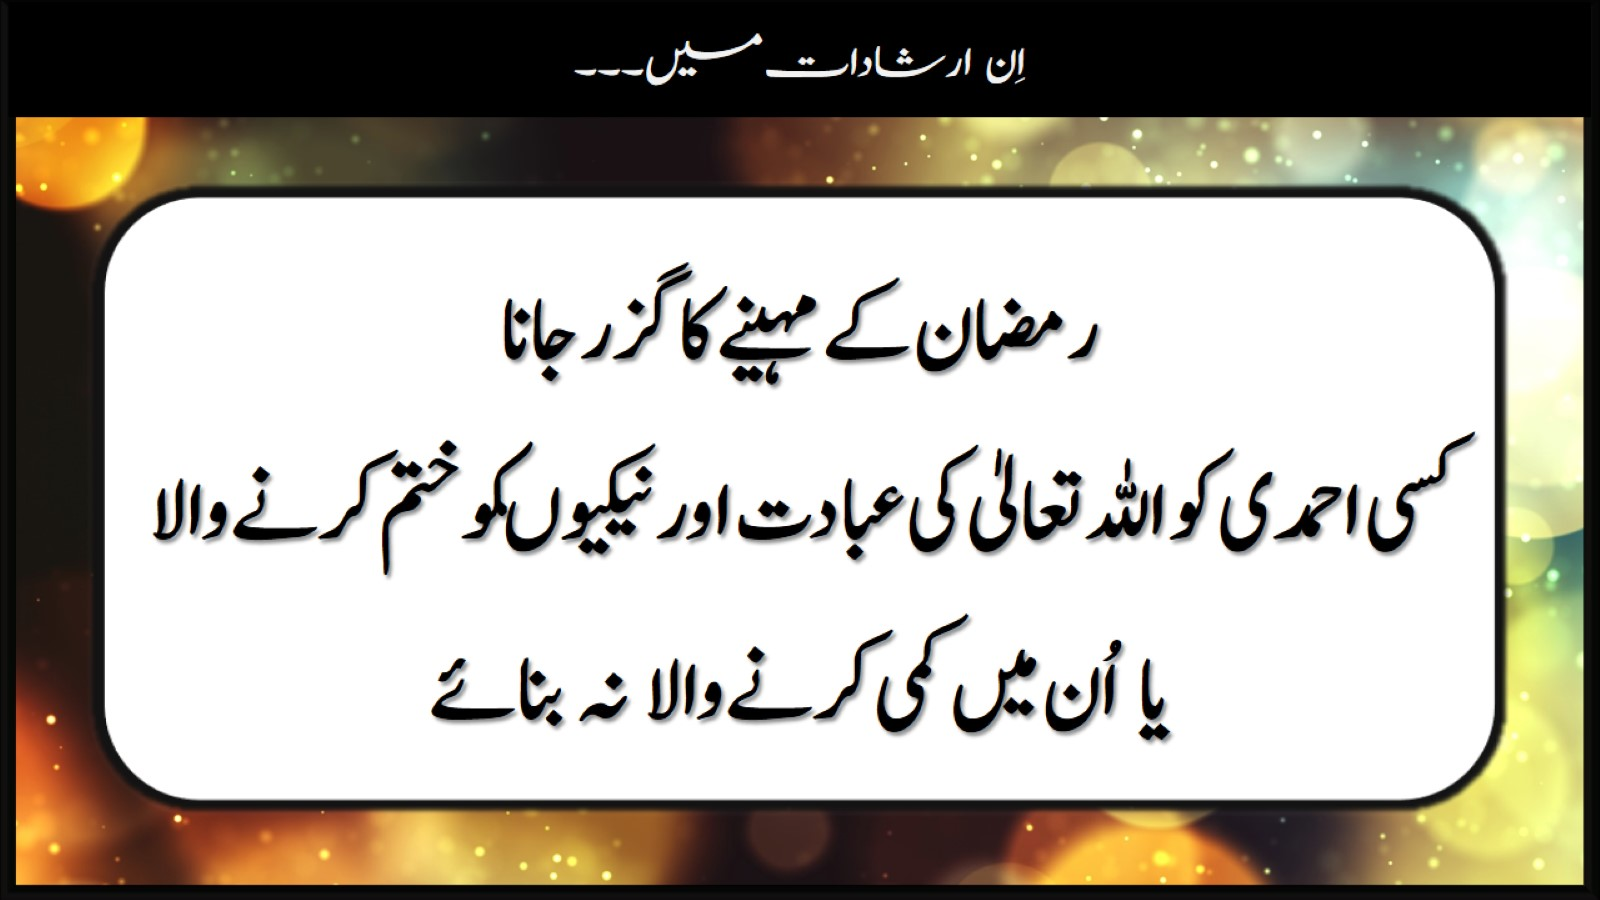 اِن ارشادات میں۔۔۔
رمضان کے مہینے کا گزر جانا
کسی احمدی کو اللہ تعالیٰ کی عبادت اور نیکیوں کو ختم کرنے والا
یا اُن میں کمی کرنے والا نہ بنائے